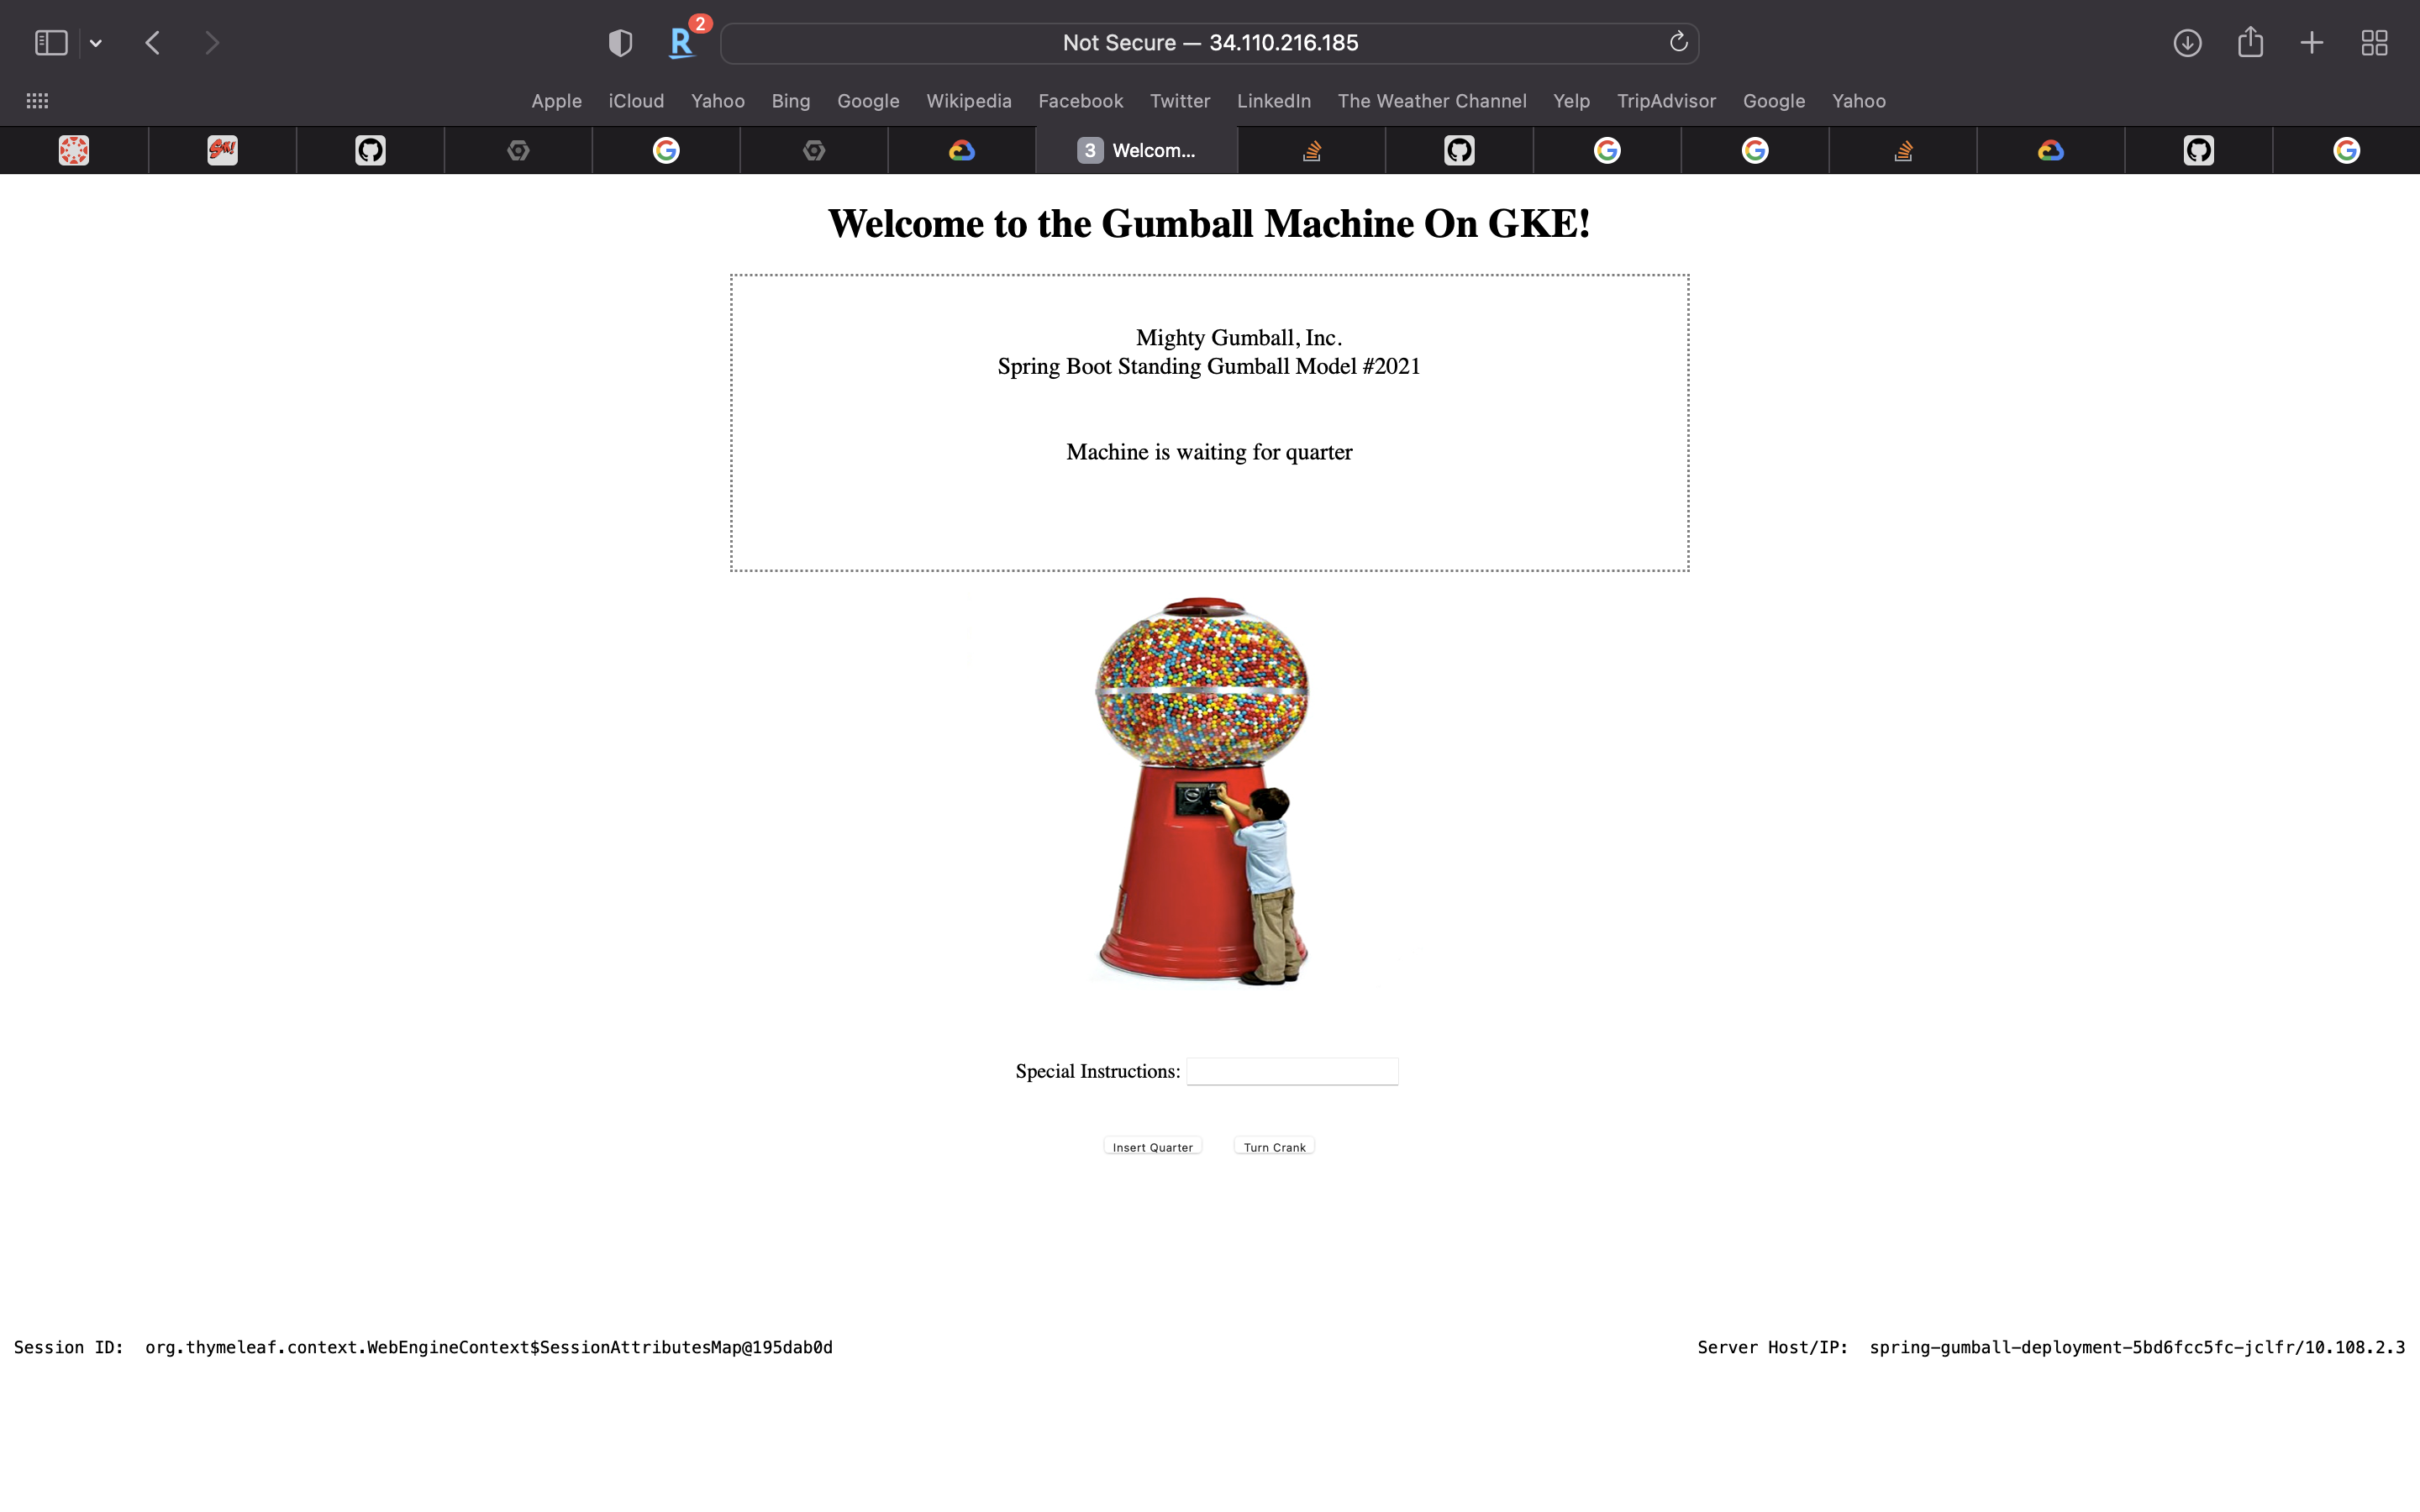 2
Not Secure — 34.110.216.185
Apple iCloud Yahoo Bing Google Wikipedia Facebook Twitter LinkedIn The Weather Channel Yelp TripAdvisor Google Yahoo
3 Welcom...
Welcome to the Gumball Machine On GKE!
Mighty Gumball, Inc.
Spring Boot Standing Gumball Model #2021
Machine is waiting for quarter
Special Instructions:
Insert Quarter Turn Crank
Session ID: org.thymeleaf.context.WebEngineContext$SessionAttributesMap@195dab0d Server Host/IP: spring-gumball-deployment-5bd6fcc5fc-jclfr/10.108.2.3